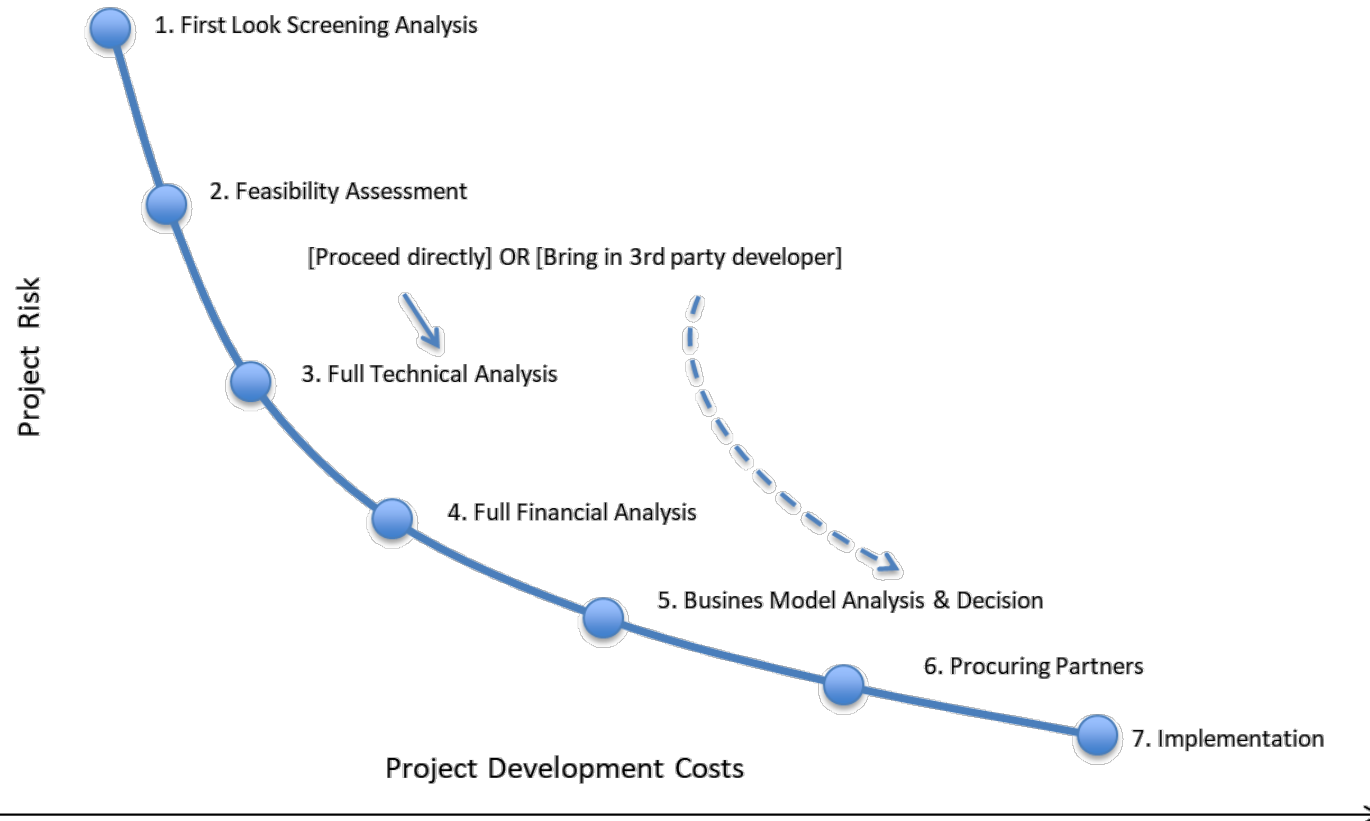 1. First Look Screening Analysis
2. Feasibility Assessment
[Proceed directly] OR [Bring in 3rd party developer]
Project Risk
3. Full Technical Analysis
4. Full Financial Analysis
5. Busines Model Analysis & Decision
6. Procuring Partners
7. Implementation
Project Development Costs